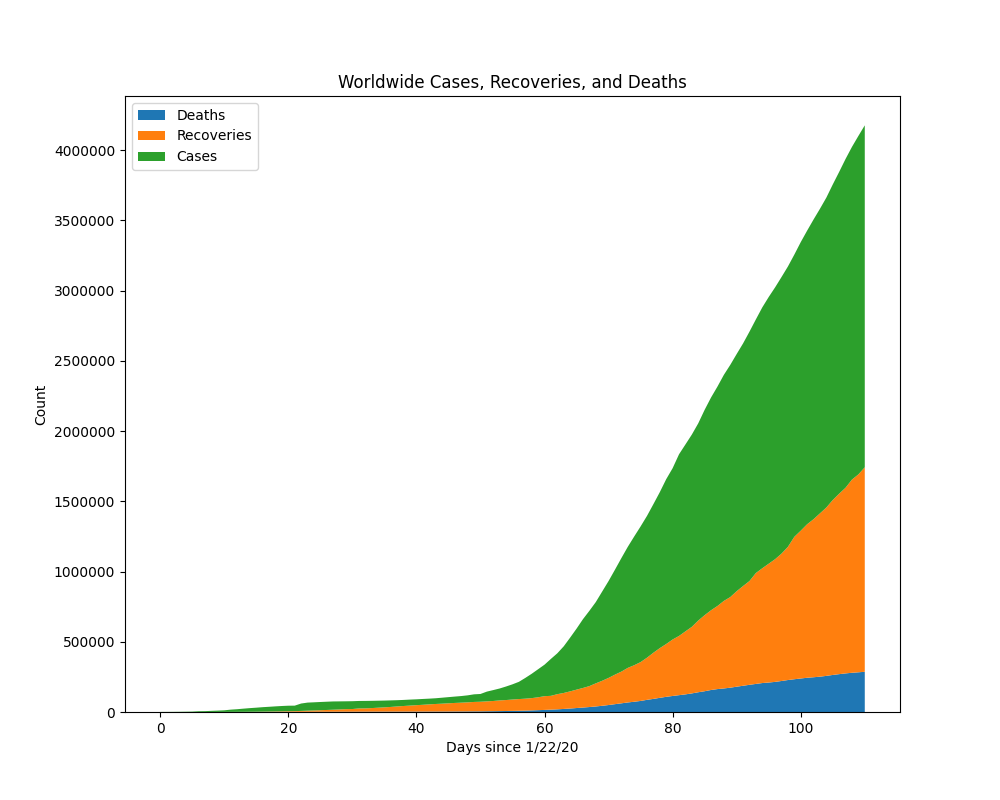 Worldwide Cases, Recoveries, and Deaths
Deaths
Recoveries
Cases
4000000
3500000
3000000
2500000
2000000
1500000
1000000
500000
0
Count
0 20 40 60 80 100
Days since 1/22/20